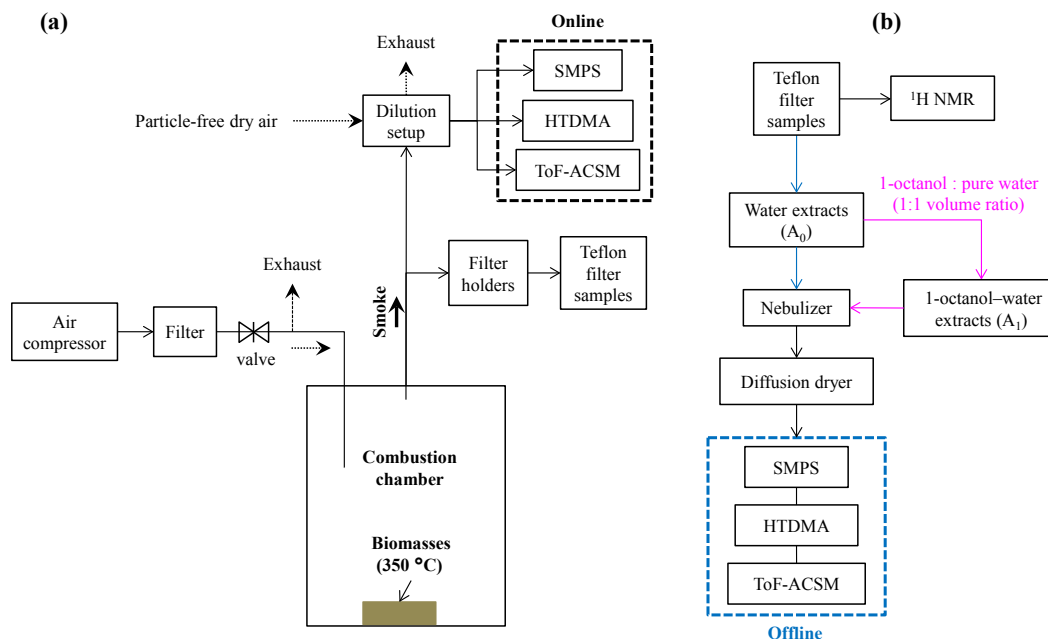 (a)
Online
Exhaust
SMPS
Particle-free dry air
Dilution
setup
HTDMA
ToF-ACSM
Exhaust
Smoke
Filter
holders
Teflon
filter
samples
Air
compressor
Filter
valve
Combustion
chamber
Biomasses
(350 °C)
(b)
Teflon
filter
samples
¹H NMR
1-octanol : pure water
(1:1 volume ratio)
Water extracts
(A₀)
Nebulizer
1-octanol–water
extracts (A₁)
Diffusion dryer
SMPS
HTDMA
ToF-ACSM
Offline